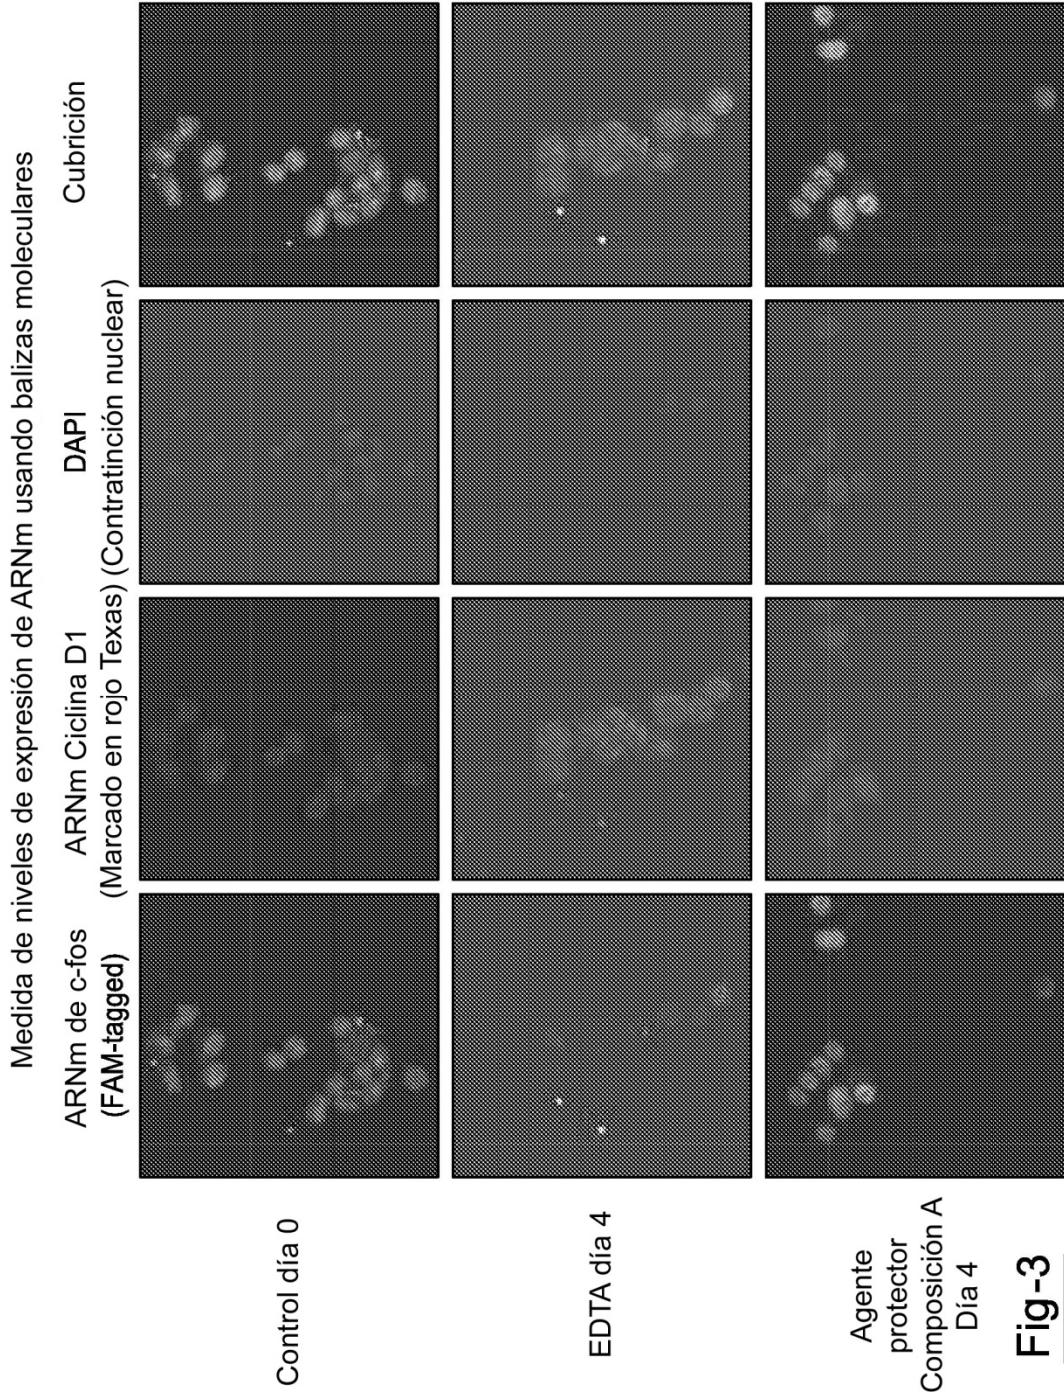 Medida de niveles de expresión de ARNm usando balizas moleculares
ARNm de c-fos
(FAM-tagged)
ARNm Ciclina D1
(Marcado en rojo Texas)
DAPI
(Contratinción nuclear)
Cubrición
Control día 0
EDTA día 4
Agente
protector
Composición A
Día 4
Fig-3